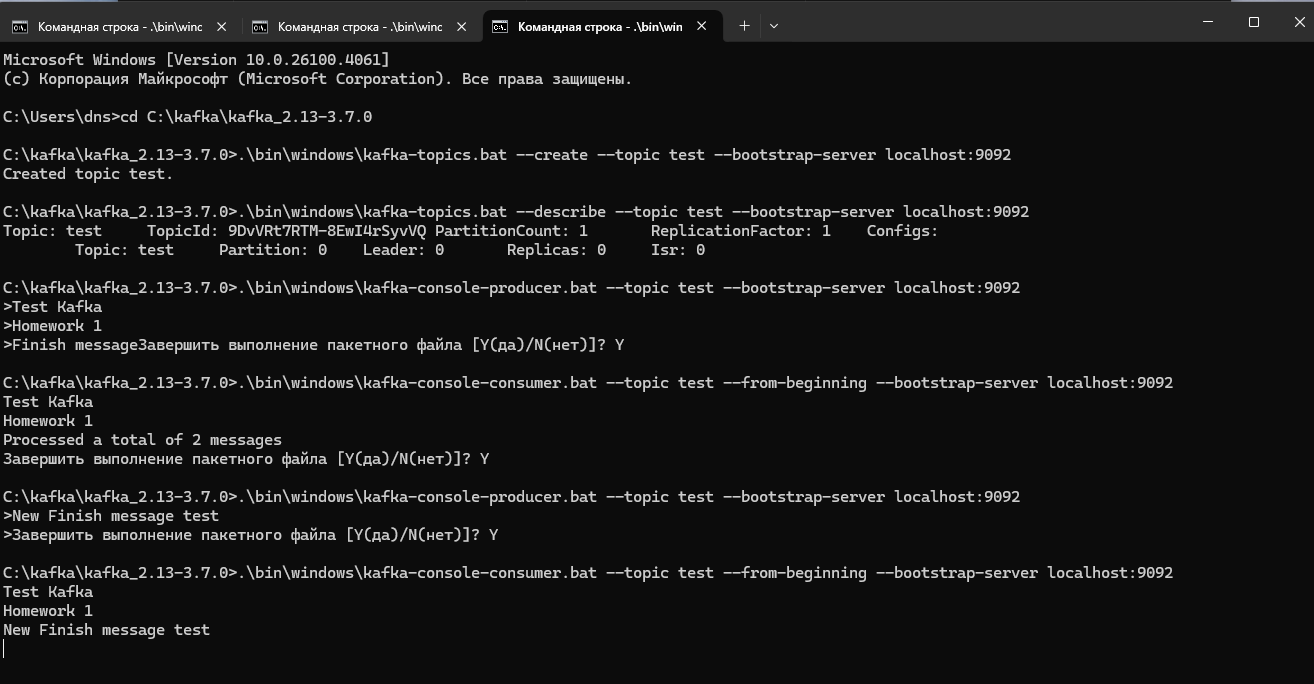 Командная строка - .\bin\winc
Командная строка - .\bin\winc
Командная строка - .\bin\win
Microsoft Windows [Version 10.0.26100.4061]
(c) Корпорация Майкрософт (Microsoft Corporation). Все права защищены.
C:\Users\dns>cd C:\kafka\kafka_2.13-3.7.0
C:\kafka\kafka_2.13-3.7.0>.\bin\windows\kafka-topics.bat --create --topic test --bootstrap-server localhost:9092
Created topic test.
C:\kafka\kafka_2.13-3.7.0>.\bin\windows\kafka-topics.bat --describe --topic test --bootstrap-server localhost:9092
Topic: test     TopicId: 9DvVRt7RTM-8EwI4rSyvVQ PartitionCount: 1       ReplicationFactor: 1    Configs:
Topic: test     Partition: 0    Leader: 0       Replicas: 0     Isr: 0
C:\kafka\kafka_2.13-3.7.0>.\bin\windows\kafka-console-producer.bat --topic test --bootstrap-server localhost:9092
>Test Kafka
>Homework 1
>Finish messageЗавершить выполнение пакетного файла [Y(да)/N(нет)]? Y
C:\kafka\kafka_2.13-3.7.0>.\bin\windows\kafka-console-consumer.bat --topic test --from-beginning --bootstrap-server localhost:9092
Test Kafka
Homework 1
Processed a total of 2 messages
Завершить выполнение пакетного файла [Y(да)/N(нет)]? Y
C:\kafka\kafka_2.13-3.7.0>.\bin\windows\kafka-console-producer.bat --topic test --bootstrap-server localhost:9092
>New Finish message test
>Завершить выполнение пакетного файла [Y(да)/N(нет)]? Y
C:\kafka\kafka_2.13-3.7.0>.\bin\windows\kafka-console-consumer.bat --topic test --from-beginning --bootstrap-server localhost:9092
Test Kafka
Homework 1
New Finish message test